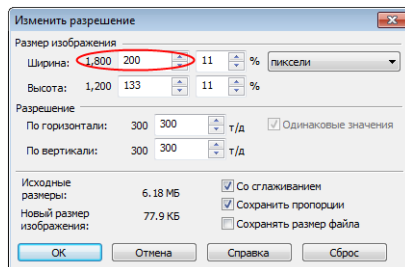 Изменить разрешение
Размер изображения
Ширина: 1,800 200 11 % пиксели
Высота: 1,200 133 11 %
Разрешение
По горизонтали: 300 300 т/д Одинаковые значения
По вертикали: 300 300 т/д
Исходные размеры: 6.18 МБ
Новый размер изображения: 77.9 КБ
Со сглаживанием
Сохранить пропорции
Сохранять размер файла
ОК Отмена Справка Сброс